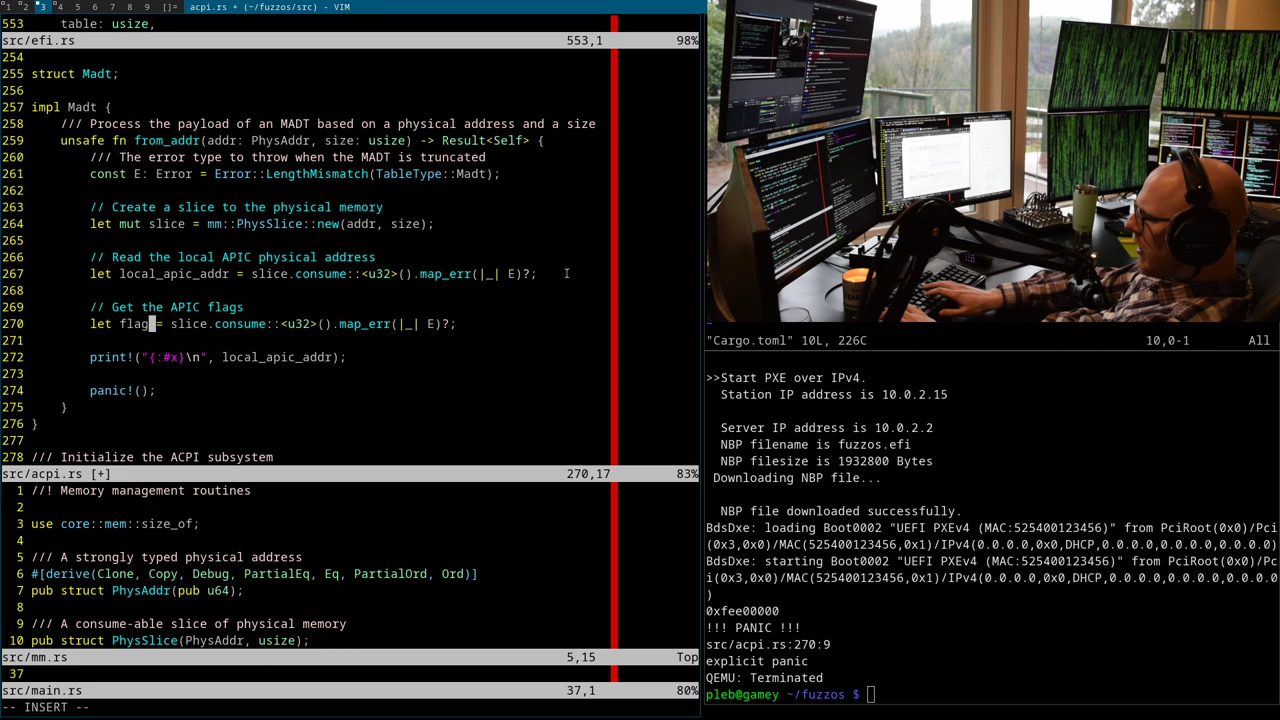 1 2 3 4 5 6 7 8 9 []= acpi.rs + (~/fuzzos/src) - VIM
553     table: usize,
src/efi.rs 553,1 98%
254
255 struct Madt;
256
257 impl Madt {
258     /// Process the payload of an MADT based on a physical address and a size
259     unsafe fn from_addr(addr: PhysAddr, size: usize) -> Result<Self> {
260         /// The error type to throw when the MADT is truncated
261         const E: Error = Error::LengthMismatch(TableType::Madt);
262
263         // Create a slice to the physical memory
264         let mut slice = mm::PhysSlice::new(addr, size);
265
266         // Read the local APIC physical address
267         let local_apic_addr = slice.consume::<u32>().map_err(|_| E)?;
268
269         // Get the APIC flags
270         let flag = slice.consume::<u32>().map_err(|_| E)?;
271
272         print!("{:#x}\n", local_apic_addr);
273
274         panic!();
275     }
276 }
277
278 /// Initialize the ACPI subsystem
src/acpi.rs [+] 270,17 83%
1 //! Memory management routines
2
3 use core::mem::size_of;
4
5 /// A strongly typed physical address
6 #[derive(Clone, Copy, Debug, PartialEq, Eq, PartialOrd, Ord)]
7 pub struct PhysAddr(pub u64);
8
9 /// A consume-able slice of physical memory
10 pub struct PhysSlice(PhysAddr, usize);
src/mm.rs 5,15 Top
37
src/main.rs 37,1 80%
-- INSERT --
"Cargo.toml" 10L, 226C 10,0-1 All
>>Start PXE over IPv4.
  Station IP address is 10.0.2.15
  Server IP address is 10.0.2.2
  NBP filename is fuzzos.efi
  NBP filesize is 1932800 Bytes
 Downloading NBP file...
  NBP file downloaded successfully.
BdsDxe: loading Boot0002 "UEFI PXEv4 (MAC:525400123456)" from PciRoot(0x0)/Pci
(0x3,0x0)/MAC(525400123456,0x1)/IPv4(0.0.0.0,0x0,DHCP,0.0.0.0,0.0.0.0,0.0.0.0)
BdsDxe: starting Boot0002 "UEFI PXEv4 (MAC:525400123456)" from PciRoot(0x0)/Pc
i(0x3,0x0)/MAC(525400123456,0x1)/IPv4(0.0.0.0,0x0,DHCP,0.0.0.0,0.0.0.0,0.0.0.0
)
0xfee00000
!!! PANIC !!!
src/acpi.rs:270:9
explicit panic
QEMU: Terminated
pleb@gamey ~/fuzzos $